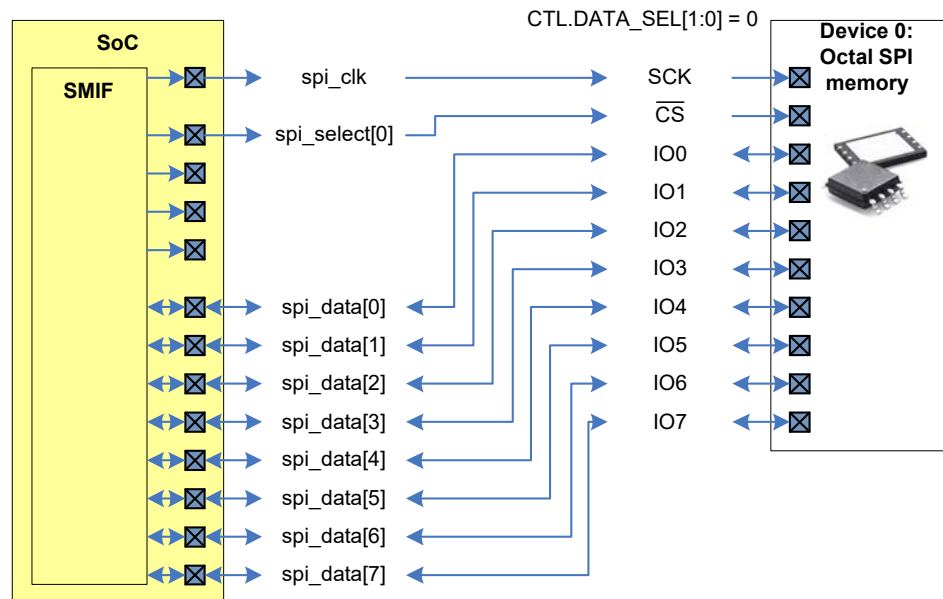 CTL.DATA_SEL[1:0] = 0
SoC
SMIF
Device 0:
Octal SPI
memory
spi_clk
SCK
spi_select[0]
CS
IO0
IO1
IO2
IO3
spi_data[0]
IO4
spi_data[1]
IO5
spi_data[2]
IO6
spi_data[3]
IO7
spi_data[4]
spi_data[5]
spi_data[6]
spi_data[7]